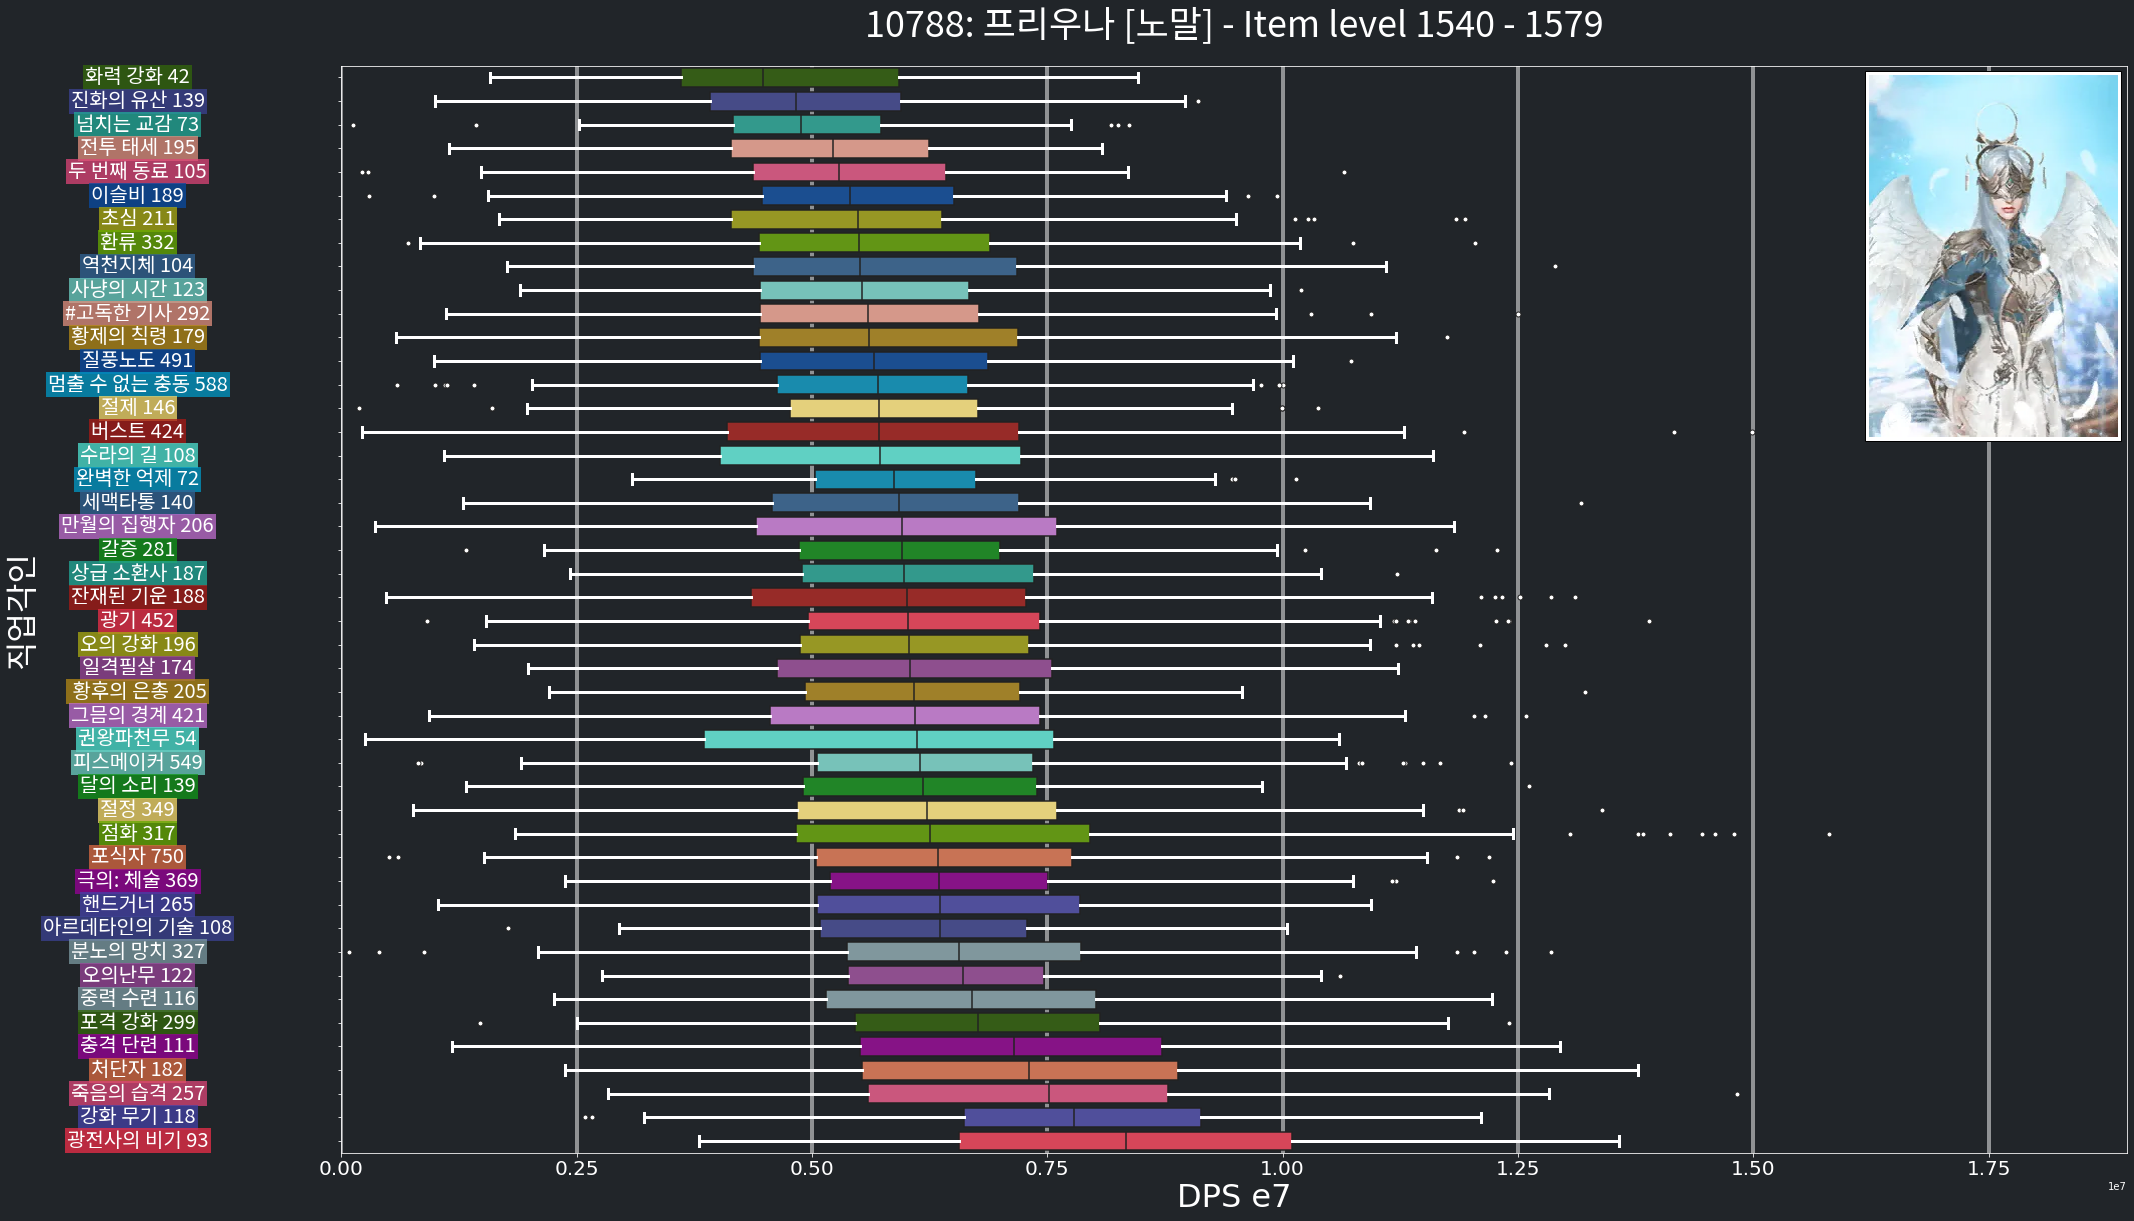 10788: 프리우나 [노말] - Item level 1540 - 1579
화력 강화 42
진화의 유산 139
넘치는 교감 73
전투 태세 195
두 번째 동료 105
이슬비 189
초심 211
환류 332
역천지체 104
사냥의 시간 123
#고독한 기사 292
황제의 칙령 179
질풍노도 491
멈출 수 없는 충동 588
절제 146
버스트 424
수라의 길 108
완벽한 억제 72
세맥타통 140
만월의 집행자 206
갈증 281
상급 소환사 187
잔재된 기운 188
광기 452
오의 강화 196
일격필살 174
황후의 은총 205
그믐의 경계 421
권왕파천무 54
피스메이커 549
달의 소리 139
절정 349
점화 317
포식자 750
극의: 체술 369
핸드거너 265
아르데타인의 기술 108
분노의 망치 327
오의난무 122
중력 수련 116
포격 강화 299
충격 단련 111
처단자 182
죽음의 습격 257
강화 무기 118
광전사의 비기 93
직업각인
0.00 0.25 0.50 0.75 1.00 1.25 1.50 1.75
DPS e7
1e7